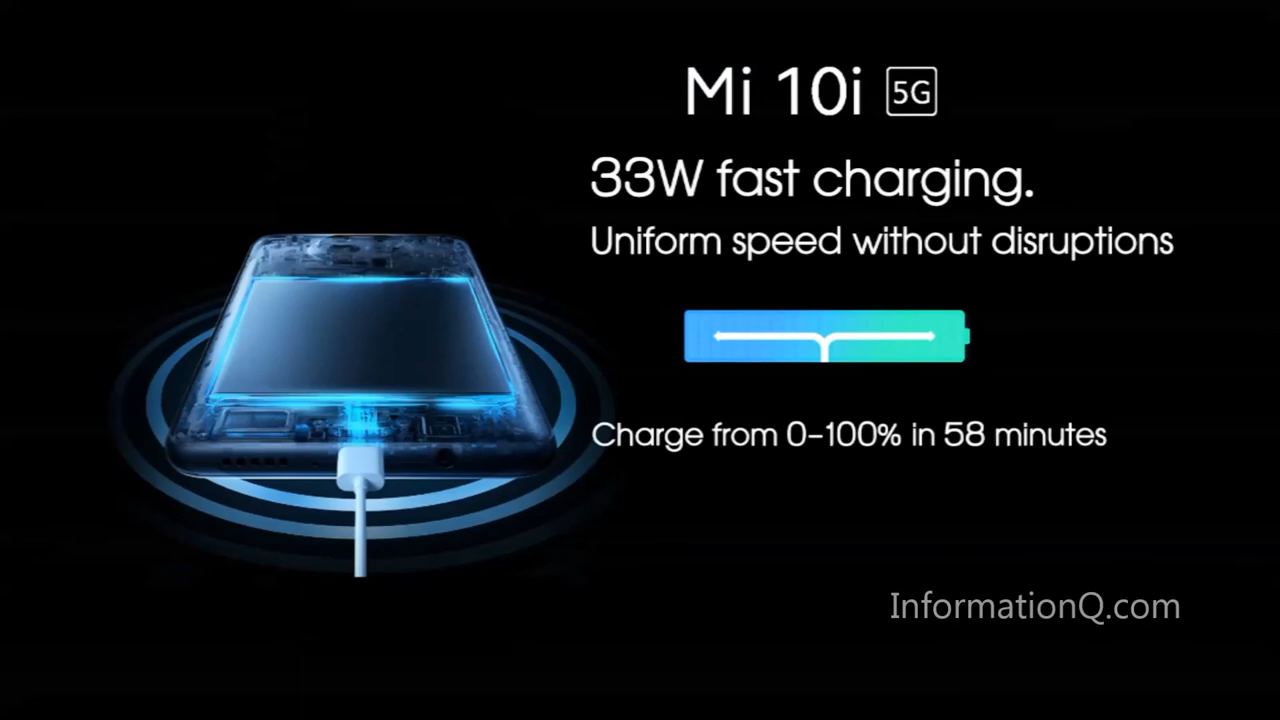 Mi 10i 5G
33W fast charging.
Uniform speed without disruptions
Charge from 0-100% in 58 minutes
InformationQ.com